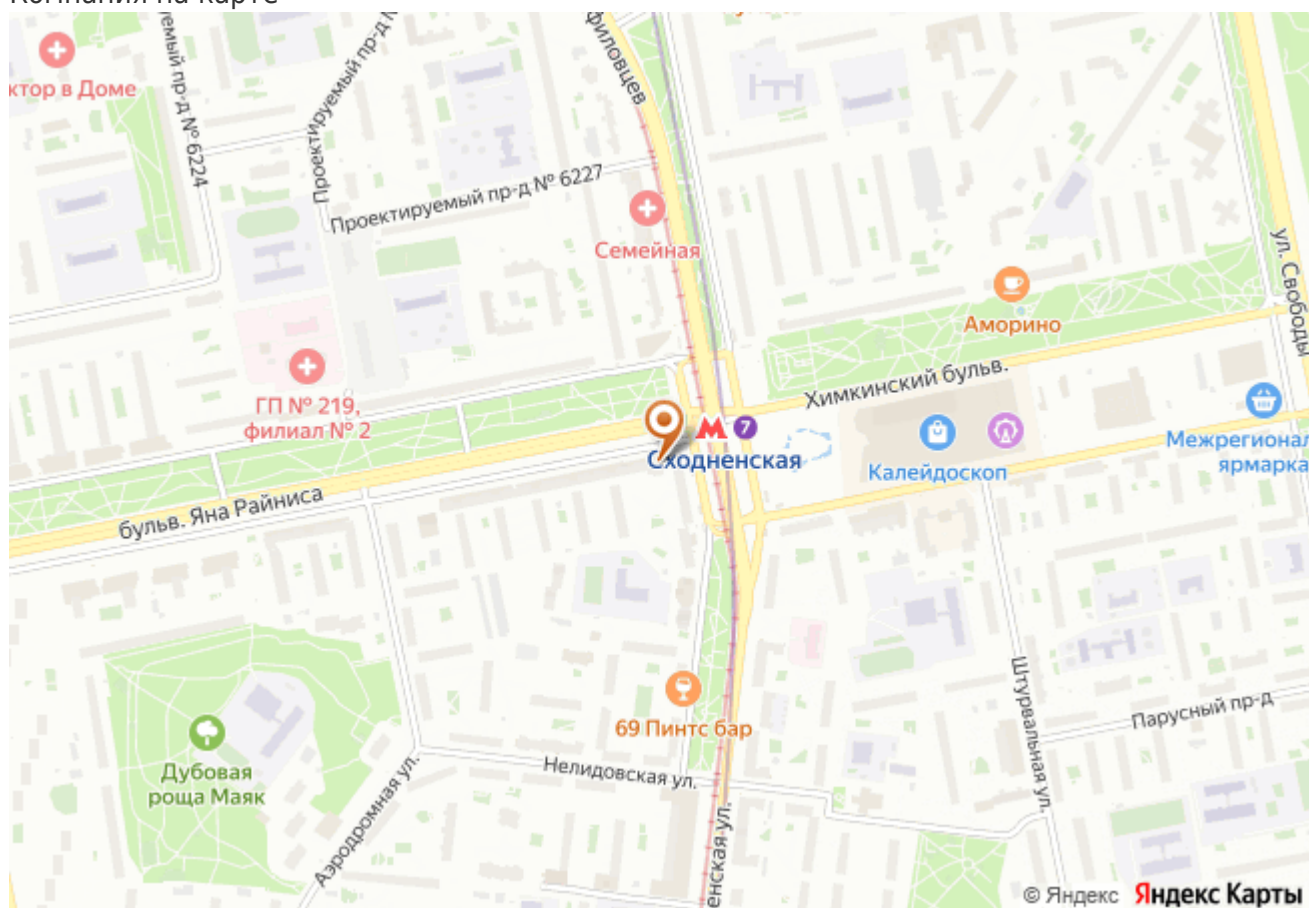 Компания на карте
ктор в Доме
уемый пр-д № 6224
Проектируемый пр-д №
филовцев
Проектируемый пр-д № 6227
Семейная
ул. Свободы
Аморино
Химкинский бульв.
ГП № 219,
филиал № 2
7
Сходненская
Калейдоскоп
Межрегионал
ярмарка
бульв. Яна Райниса
Штурвальная ул.
Парусный пр-д
69 Пинтс бар
Дубовая
роща Маяк
Нелидовская ул.
Аэродромная ул.
енская ул.
© Яндекс Яндекс Карты